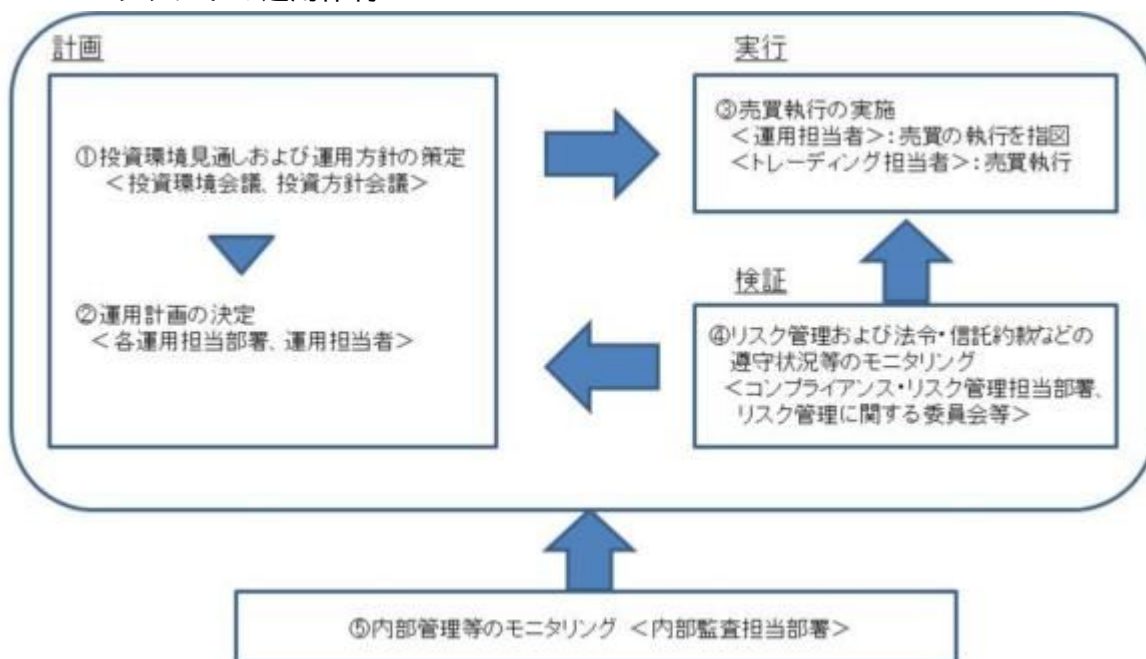 計画
①投資環境見通しおよび運用方針の策定
＜投資環境会議、投資方針会議＞
②運用計画の決定
＜各運用担当部署、運用担当者＞
実行
③売買執行の実施
＜運用担当者＞：売買の執行を指図
＜トレーディング担当者＞：売買執行
検証
④リスク管理および法令・信託約款などの
遵守状況等のモニタリング
＜コンプライアンス・リスク管理担当部署、
リスク管理に関する委員会等＞
⑤内部管理等のモニタリング ＜内部監査担当部署＞